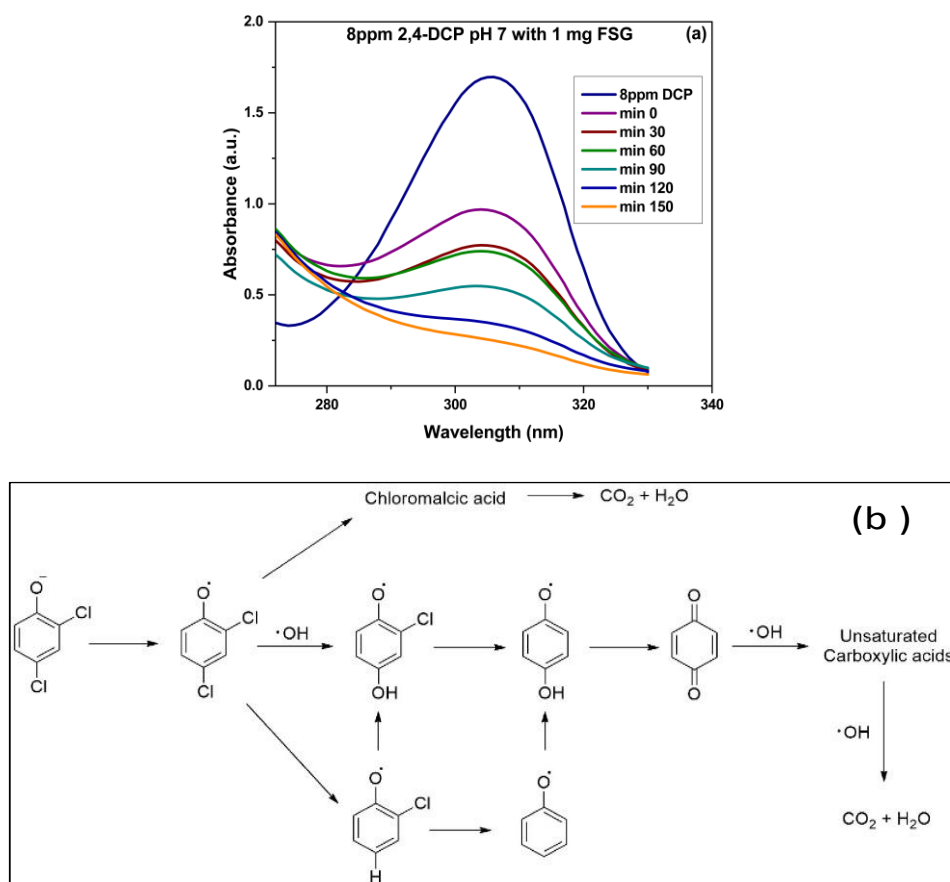 8ppm 2,4-DCP pH 7 with 1 mg FSG
(a)
2.0
1.5
1.0
0.5
0.0
Absorbance (a.u.)
8ppm DCP
min 0
min 30
min 60
min 90
min 120
min 150
280
300
320
340
Wavelength (nm)
(b )
Chloromalcic acid
CO2 + H2O
O-
Cl
Cl
O·
Cl
Cl
·OH
O·
Cl
OH
O·
OH
O
O
·OH
Unsaturated
Carboxylic acids
·OH
CO2 + H2O
O·
Cl
H
O·